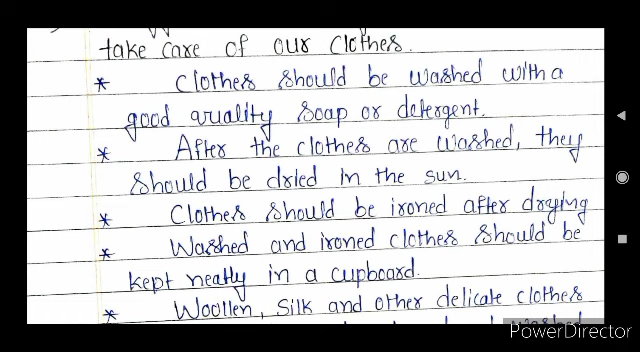 take care of our clothes.
* Clothes should be washed with a
good quality soap or detergent.
* After the clothes are washed, they
should be dried in the sun.
* Clothes should be ironed after drying
* Washed and ironed clothes should be
kept neatly in a cupboard.
* Woollen, silk and other delicate clothes
washed
PowerDirector